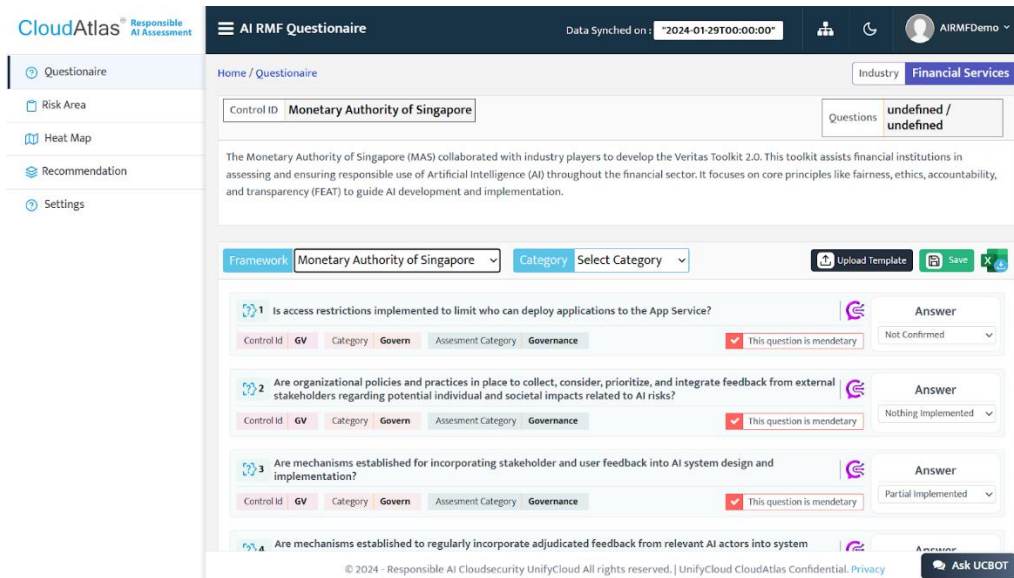 CloudAtlas® Responsible AI Assessment
AI RMF Questionaire
Data Synched on : "2024-01-29T00:00:00"
AIRMFDemo
Questionaire
Risk Area
Heat Map
Recommendation
Settings
Home / Questionaire
Industry Financial Services
Control ID Monetary Authority of Singapore
Questions undefined / undefined
The Monetary Authority of Singapore (MAS) collaborated with industry players to develop the Veritas Toolkit 2.0. This toolkit assists financial institutions in
assessing and ensuring responsible use of Artificial Intelligence (AI) throughout the financial sector. It focuses on core principles like fairness, ethics, accountability,
and transparency (FEAT) to guide AI development and implementation.
Framework Monetary Authority of Singapore Category Select Category Upload Template Save
1 Is access restrictions implemented to limit who can deploy applications to the App Service?
Answer
Not Confirmed
Control Id GV Category Govern Assesment Category Governance This question is mendetary
2 Are organizational policies and practices in place to collect, consider, prioritize, and integrate feedback from external
stakeholders regarding potential individual and societal impacts related to AI risks?
Answer
Nothing Implemented
Control Id GV Category Govern Assesment Category Governance This question is mendetary
3 Are mechanisms established for incorporating stakeholder and user feedback into AI system design and
implementation?
Answer
Partial Implemented
Control Id GV Category Govern Assesment Category Governance This question is mendetary
4 Are mechanisms established to regularly incorporate adjudicated feedback from relevant AI actors into system
Answer
© 2024 - Responsible AI Cloudsecurity UnifyCloud All rights reserved. | UnifyCloud CloudAtlas Confidential. Privacy
Ask UCBOT